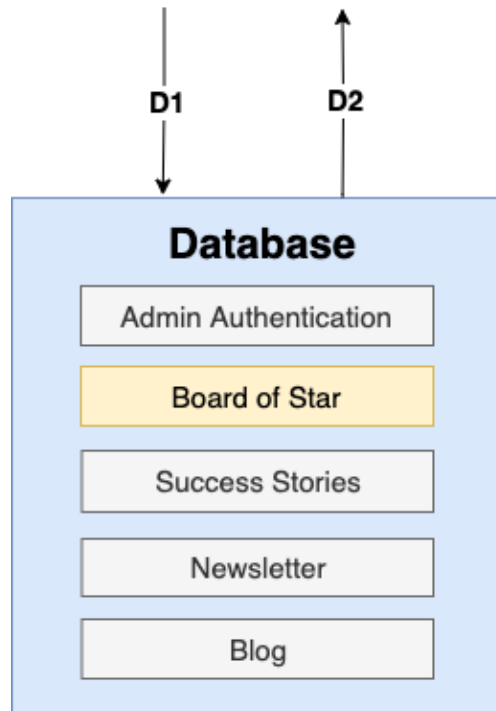 D1 D2
Database
Admin Authentication
Board of Star
Success Stories
Newsletter
Blog